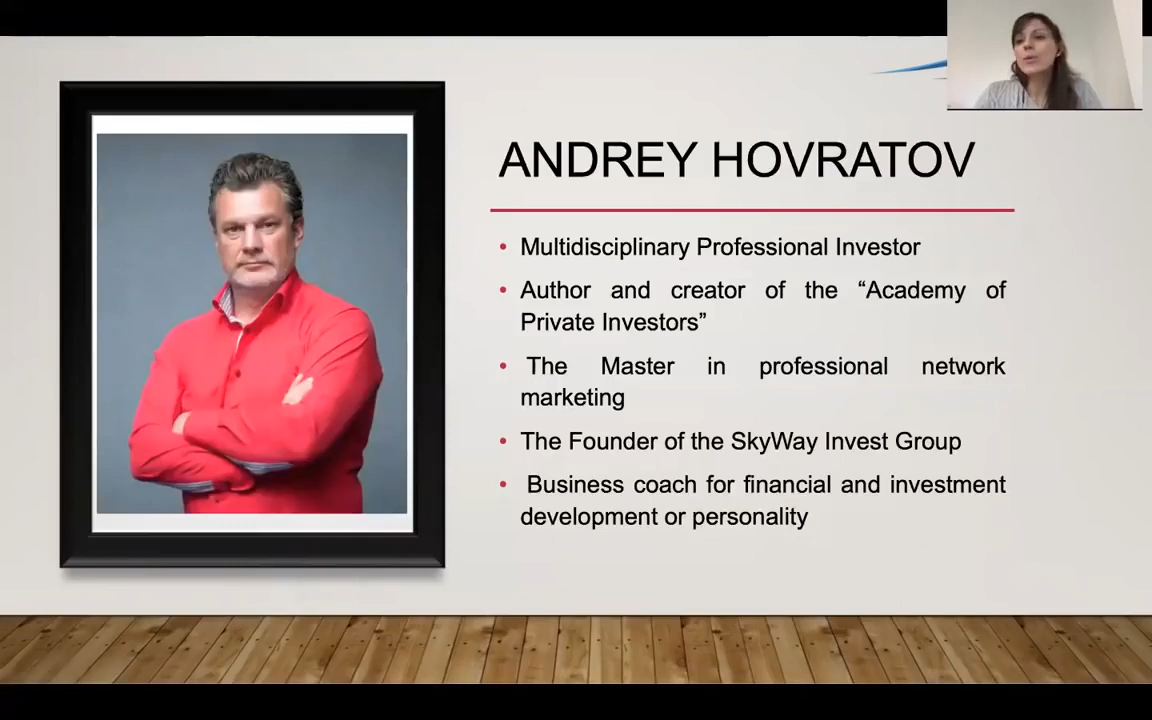 ANDREY HOVRATOV
• Multidisciplinary Professional Investor
• Author and creator of the “Academy of
Private Investors”
• The Master in professional network
marketing
• The Founder of the SkyWay Invest Group
• Business coach for financial and investment
development or personality